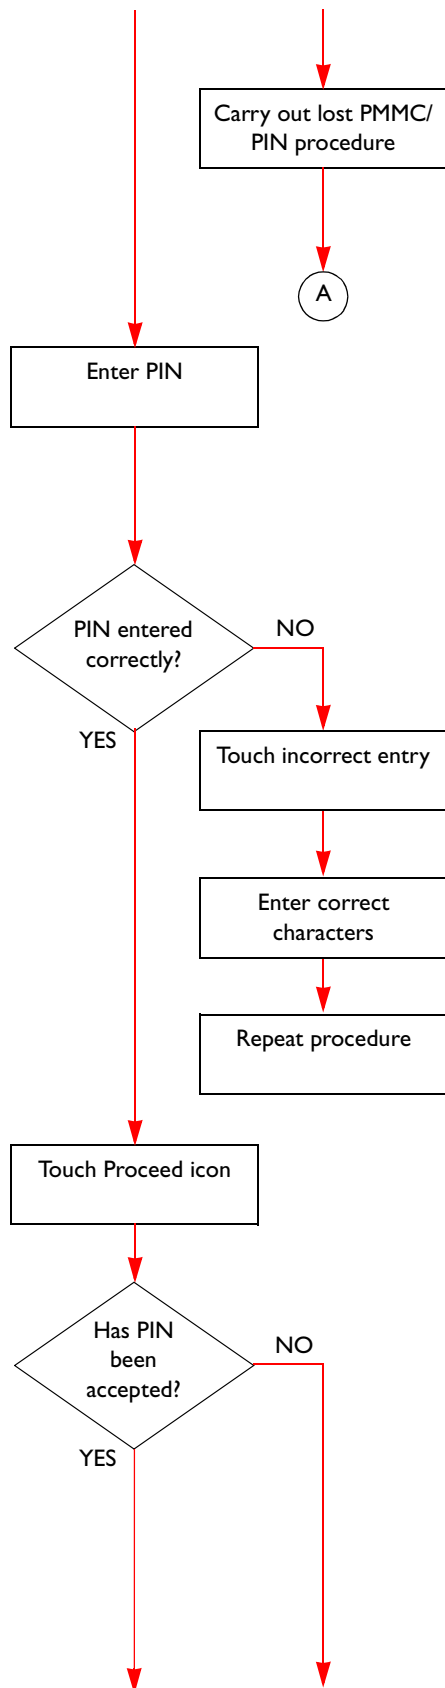 Carry out lost PMMC/
PIN procedure
A
Enter PIN
PIN entered
correctly?
NO
YES
Touch incorrect entry
Enter correct
characters
Repeat procedure
Touch Proceed icon
Has PIN
been
accepted?
NO
YES